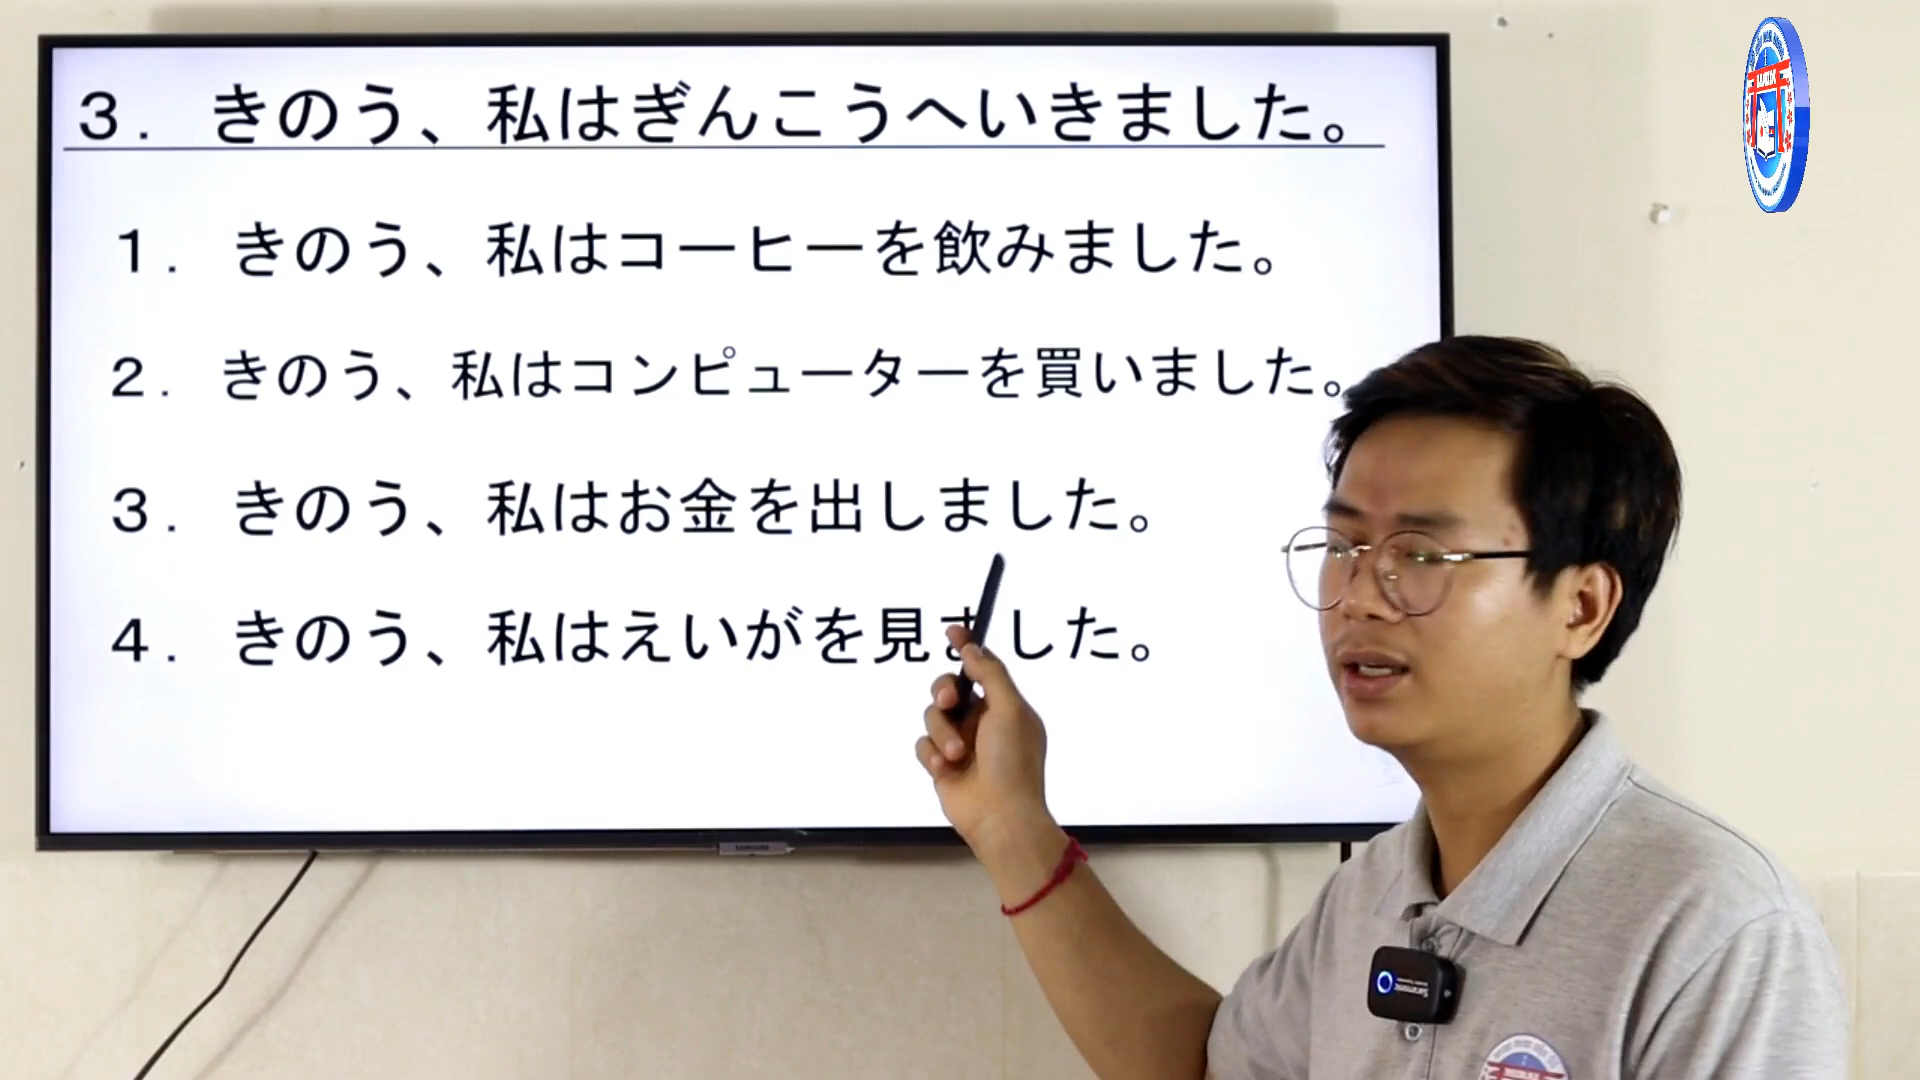 ３．きのう、私はぎんこうへいきました。
１．きのう、私はコーヒーを飲みました。
２．きのう、私はコンピューターを買いました。
３．きのう、私はお金を出しました。
４．きのう、私はえいがを見ました。
SAMSUNG
Saramonic